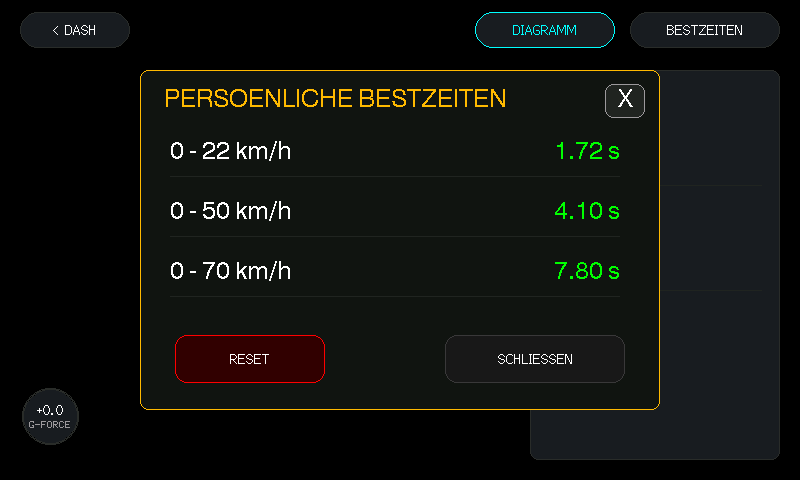 < DASH
DIAGRAMM
BESTZEITEN
PERSOENLICHE BESTZEITEN
X
0 - 22 km/h 1.72 s
0 - 50 km/h 4.10 s
0 - 70 km/h 7.80 s
RESET
SCHLIESSEN
+0.0
G-FORCE